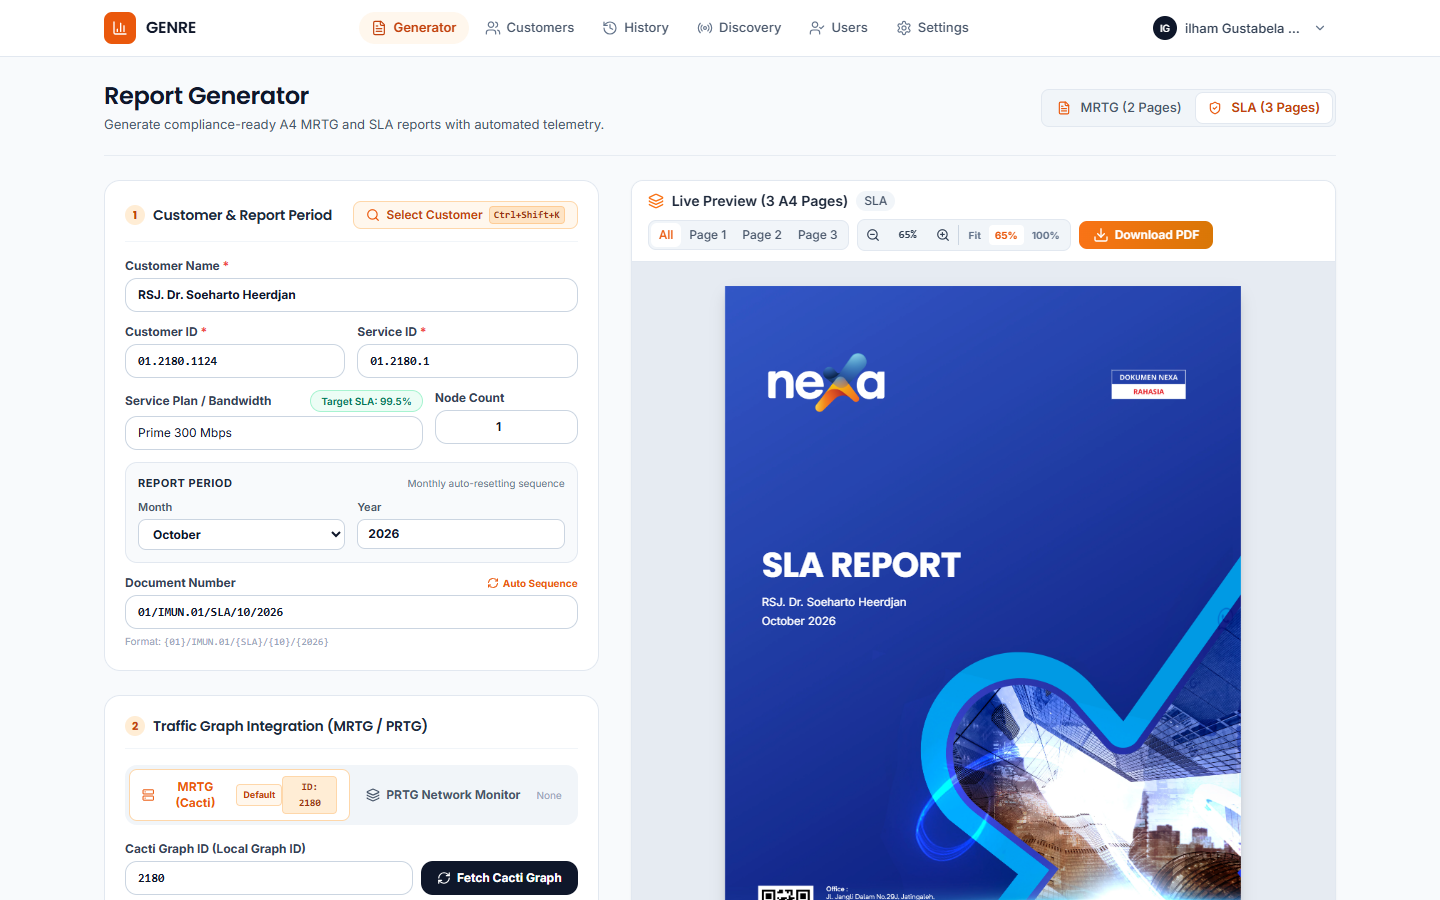 GENRE
Generator
Customers
History
Discovery
Users
Settings
IG
ilham Gustabela ...
Report Generator
Generate compliance-ready A4 MRTG and SLA reports with automated telemetry.
MRTG (2 Pages)
SLA (3 Pages)
1
Customer & Report Period
Select Customer
Ctrl+Shift+K
Customer Name *
RSJ. Dr. Soeharto Heerdjan
Customer ID *
Service ID *
01.2180.1124
01.2180.1
Service Plan / Bandwidth
Target SLA: 99.5%
Node Count
Prime 300 Mbps
1
REPORT PERIOD
Monthly auto-resetting sequence
Month
Year
October
2026
Document Number
Auto Sequence
01/IMUN.01/SLA/10/2026
Format: {01}/IMUN.01/{SLA}/{10}/{2026}
2
Traffic Graph Integration (MRTG / PRTG)
MRTG
(Cacti)
Default
ID:
2180
PRTG Network Monitor
None
Cacti Graph ID (Local Graph ID)
2180
Fetch Cacti Graph
Live Preview (3 A4 Pages)
SLA
All
Page 1
Page 2
Page 3
65%
Fit
65%
100%
Download PDF
nexa
DOKUMEN NEXA
RAHASIA
SLA REPORT
RSJ. Dr. Soeharto Heerdjan
October 2026
Office :
Jl. Jangli Dalam No.29J, Jatingaleh,